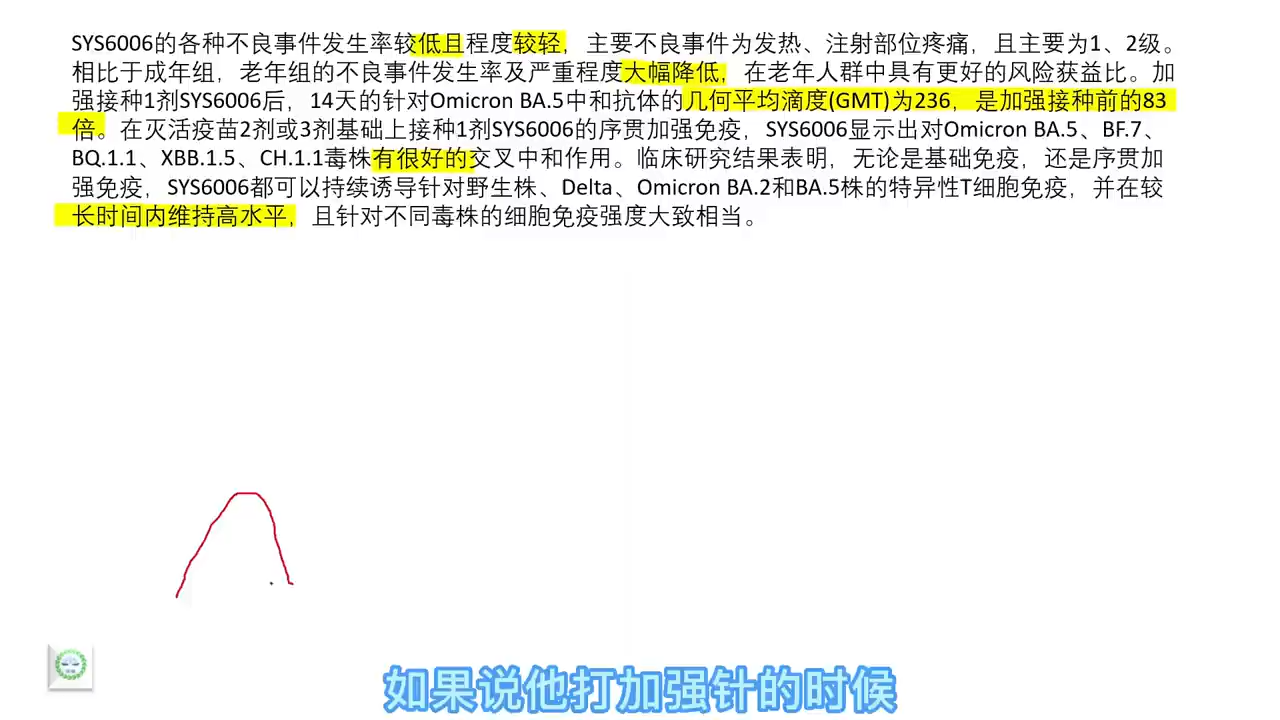 SYS6006的各种不良事件发生率较低且程度较轻，主要不良事件为发热、注射部位疼痛，且主要为1、2级。
相比于成年组，老年组的不良事件发生率及严重程度大幅降低，在老年人群中具有更好的风险获益比。加
强接种1剂SYS6006后，14天的针对Omicron BA.5中和抗体的几何平均滴度(GMT)为236，是加强接种前的83
倍。在灭活疫苗2剂或3剂基础上接种1剂SYS6006的序贯加强免疫，SYS6006显示出对Omicron BA.5、BF.7、
BQ.1.1、XBB.1.5、CH.1.1毒株有很好的交叉中和作用。临床研究结果表明，无论是基础免疫，还是序贯加
强免疫，SYS6006都可以持续诱导针对野生株、Delta、Omicron BA.2和BA.5株的特异性T细胞免疫，并在较
长时间内维持高水平，且针对不同毒株的细胞免疫强度大致相当。
如果说他打加强针的时候